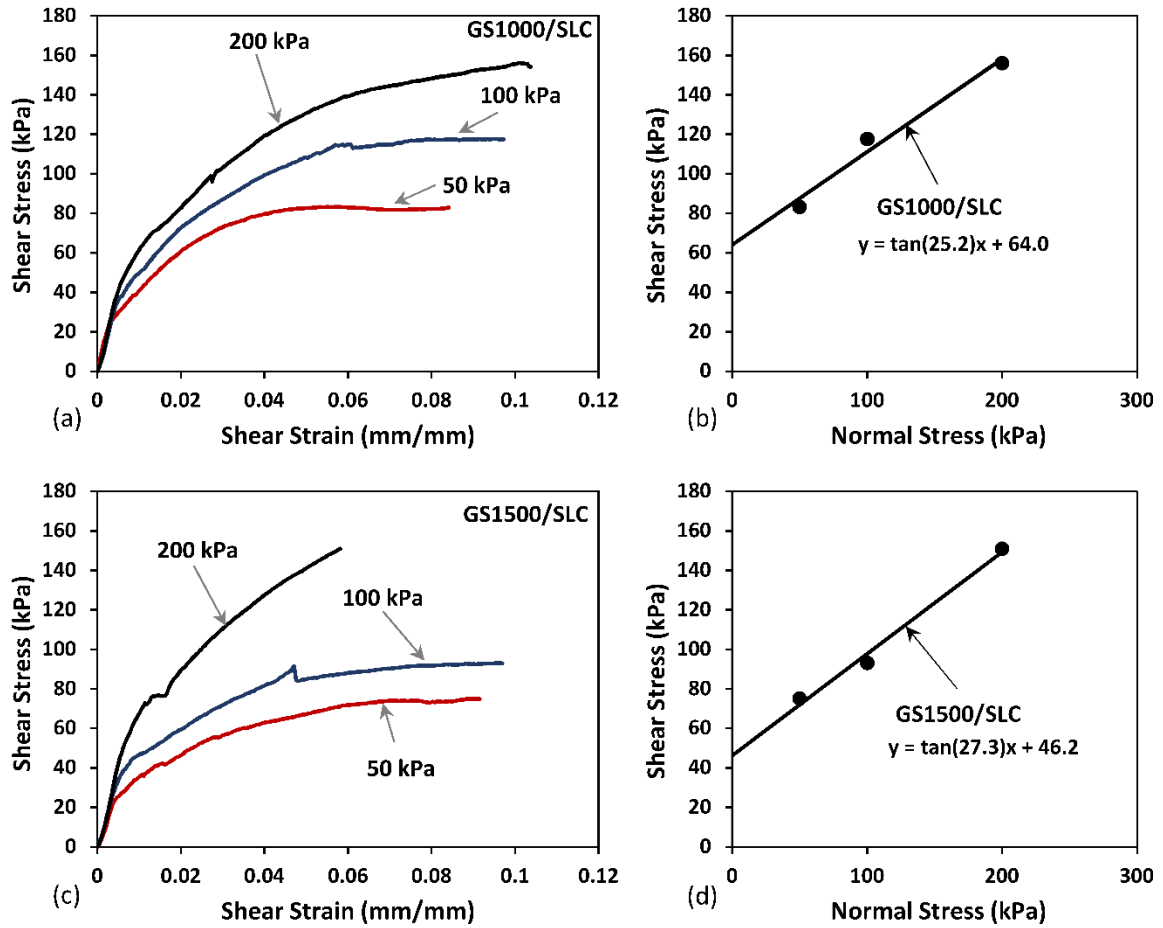 180
160
140
120
100
80
60
40
20
0
Shear Stress (kPa)
GS1000/SLC
200 kPa
100 kPa
50 kPa
0 0.02 0.04 0.06 0.08 0.1 0.12
(a)
Shear Strain (mm/mm)
180
160
140
120
100
80
60
40
20
0
Shear Stress (kPa)
GS1000/SLC
y = tan(25.2)x + 64.0
0 100 200 300
(b)
Normal Stress (kPa)
180
160
140
120
100
80
60
40
20
0
Shear Stress (kPa)
GS1500/SLC
200 kPa
100 kPa
50 kPa
0 0.02 0.04 0.06 0.08 0.1 0.12
(c)
Shear Strain (mm/mm)
180
160
140
120
100
80
60
40
20
0
Shear Stress (kPa)
GS1500/SLC
y = tan(27.3)x + 46.2
0 100 200 300
(d)
Normal Stress (kPa)